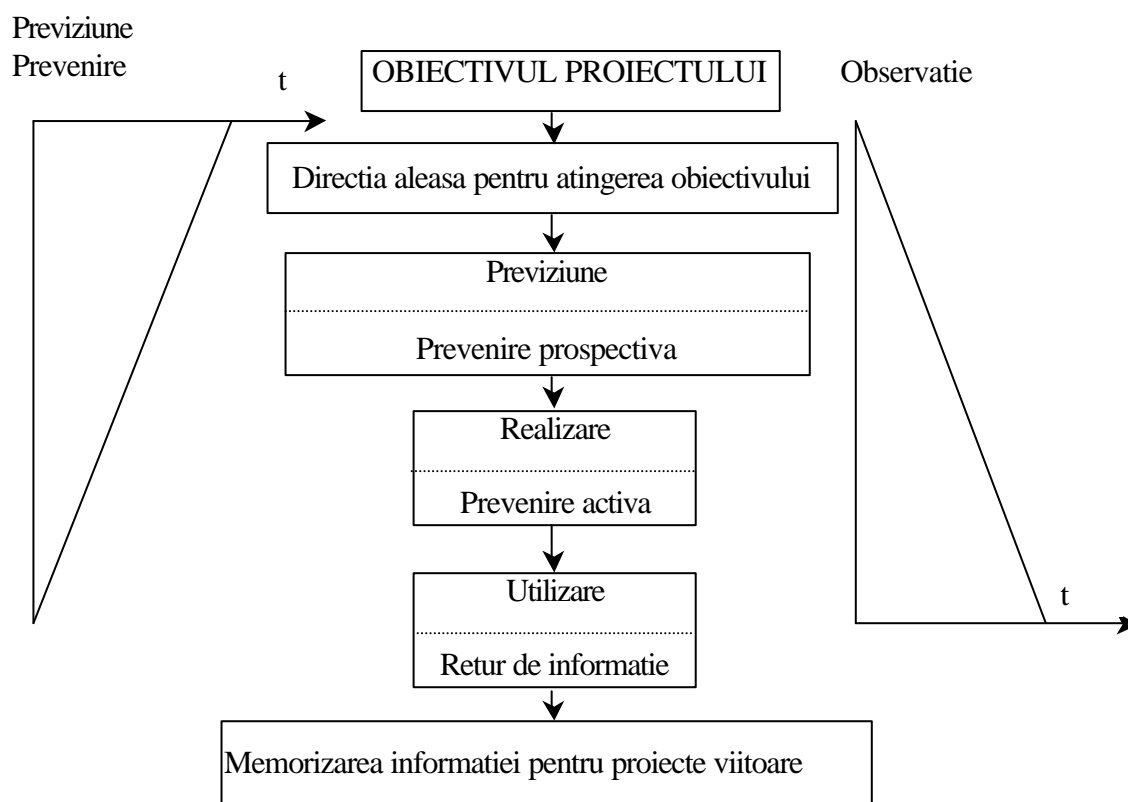 Previziune
Prevenire
t
OBIECTIVUL PROIECTULUI
Observatie
Directia aleasa pentru atingerea obiectivului
Previziune
Prevenire prospectiva
Realizare
Prevenire activa
Utilizare
t
Retur de informatie
Memorizarea informatiei pentru proiecte viitoare